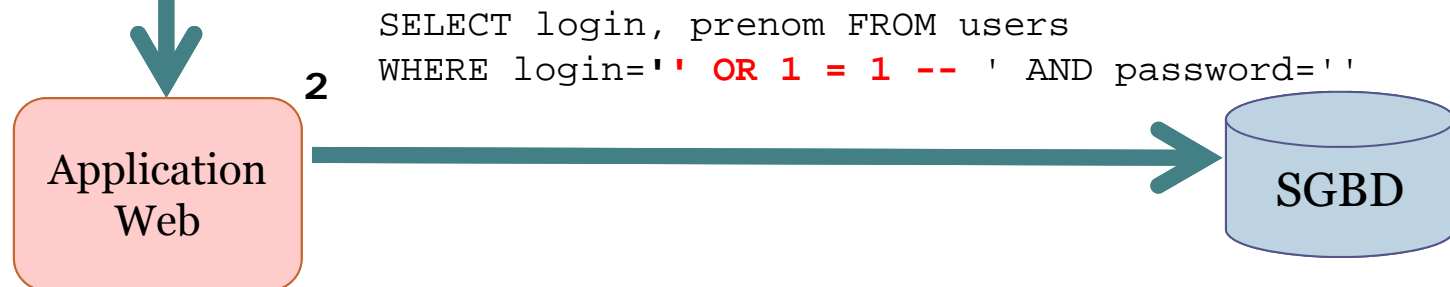 SELECT login, prenom FROM users
WHERE login='' OR 1 = 1 -- ' AND password=''
2
Application
Web
SGBD